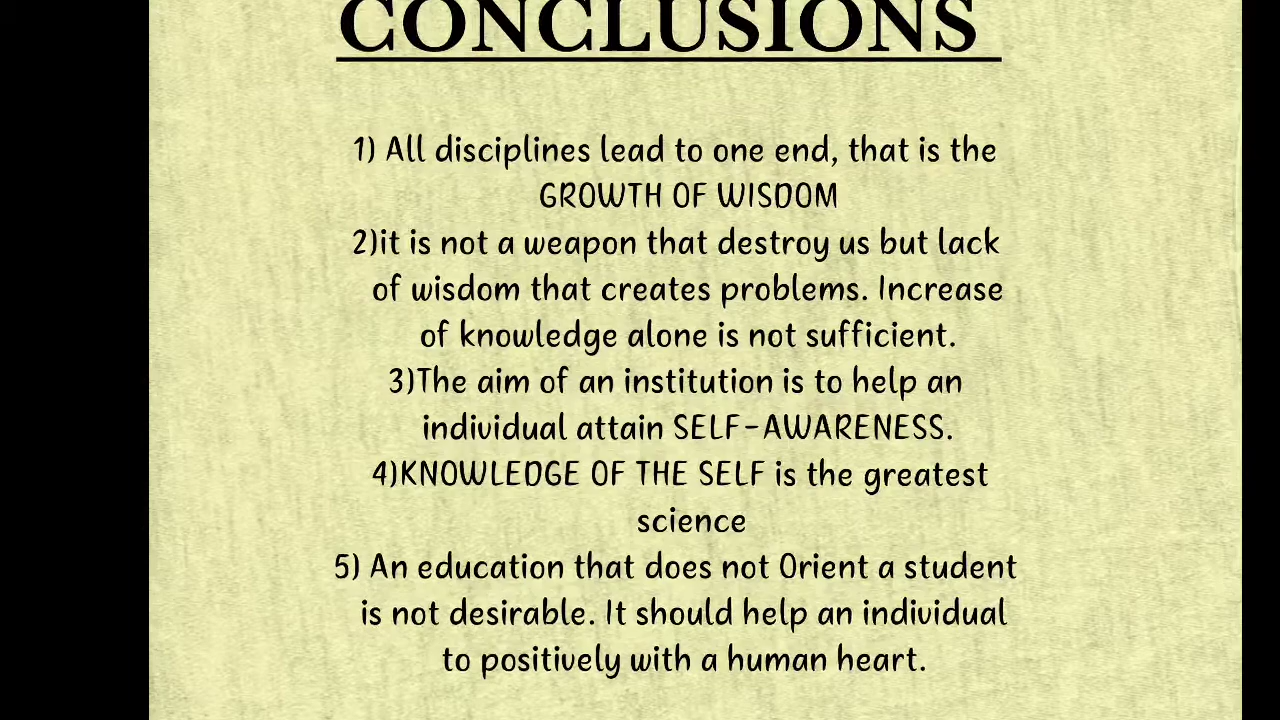 CONCLUSIONS
1) All disciplines lead to one end, that is the
GROWTH OF WISDOM
2)it is not a weapon that destroy us but lack
of wisdom that creates problems. Increase
of knowledge alone is not sufficient.
3)The aim of an institution is to help an
individual attain SELF-AWARENESS.
4)KNOWLEDGE OF THE SELF is the greatest
science
5) An education that does not Orient a student
is not desirable. It should help an individual
to positively with a human heart.